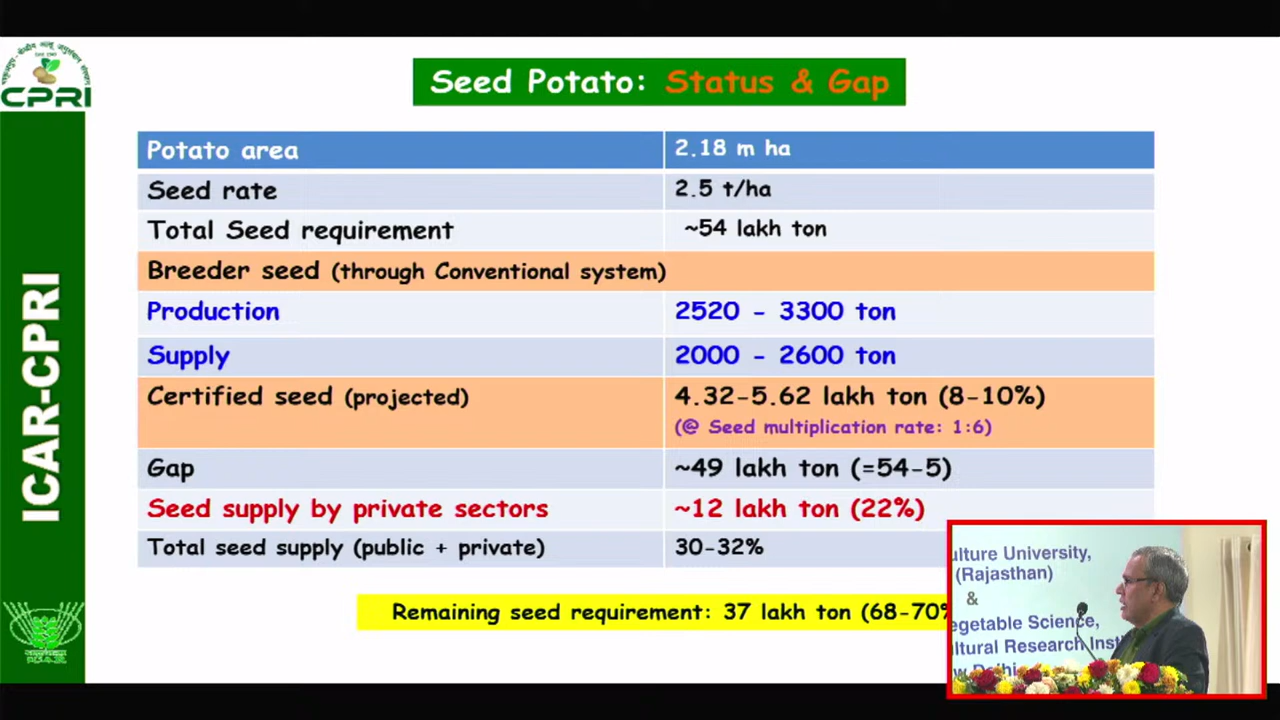 CPRI
Seed Potato: Status & Gap
Potato area 2.18 m ha
Seed rate 2.5 t/ha
Total Seed requirement ~54 lakh ton
Breeder seed (through Conventional system)
Production 2520 - 3300 ton
Supply 2000 - 2600 ton
Certified seed (projected) 4.32-5.62 lakh ton (8-10%)
(@ Seed multiplication rate: 1:6)
Gap ~49 lakh ton (=54-5)
Seed supply by private sectors ~12 lakh ton (22%)
Total seed supply (public + private) 30-32%
Remaining seed requirement: 37 lakh ton (68-70%
ICAR-CPRI
ulture University,
(Rajasthan)
&
egetable Science,
ltural Research Inst
w Delhi